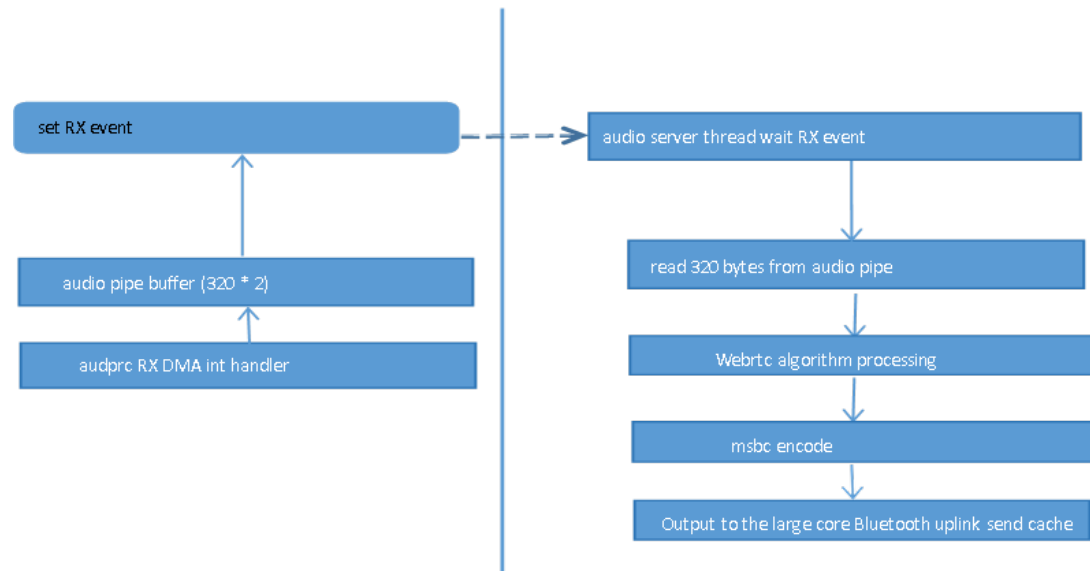 set RX event
audio pipe buffer (320 * 2)
audprc RX DMA int handler
audio server thread wait RX event
read 320 bytes from audio pipe
Webrtc algorithm processing
msbc encode
Output to the large core Bluetooth uplink send cache